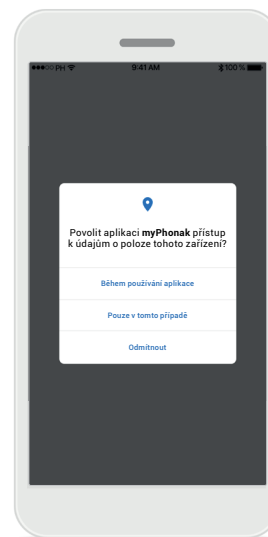 PH 9:41 AM 100 %
Povolit aplikaci myPhonak přístup
k údajům o poloze tohoto zařízení?
Během používání aplikace
Pouze v tomto případě
Odmítnout